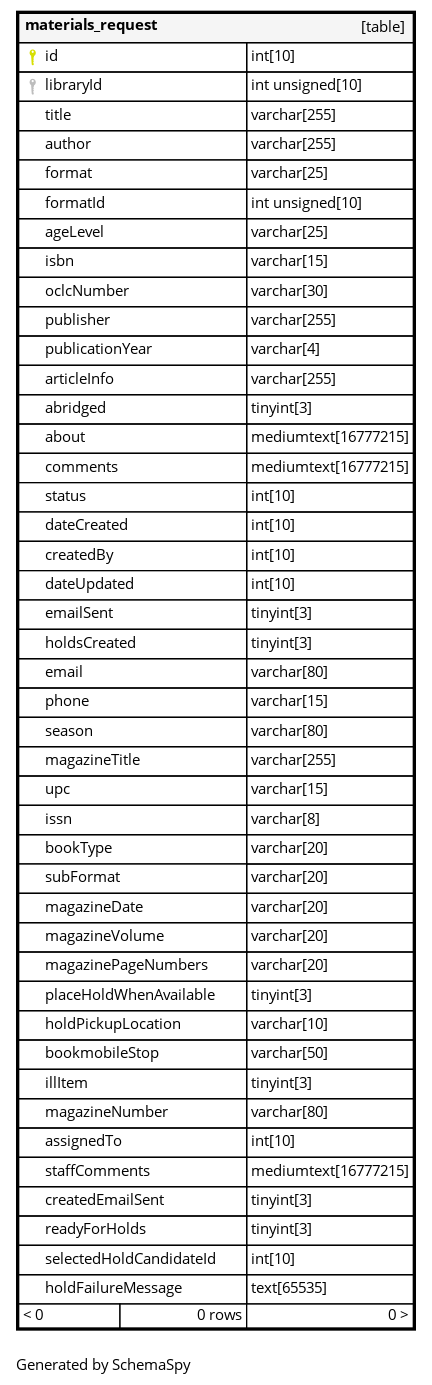 materials_request [table]
id int[10]
libraryId int unsigned[10]
title varchar[255]
author varchar[255]
format varchar[25]
formatId int unsigned[10]
ageLevel varchar[25]
isbn varchar[15]
oclcNumber varchar[30]
publisher varchar[255]
publicationYear varchar[4]
articleInfo varchar[255]
abridged tinyint[3]
about mediumtext[16777215]
comments mediumtext[16777215]
status int[10]
dateCreated int[10]
createdBy int[10]
dateUpdated int[10]
emailSent tinyint[3]
holdsCreated tinyint[3]
email varchar[80]
phone varchar[15]
season varchar[80]
magazineTitle varchar[255]
upc varchar[15]
issn varchar[8]
bookType varchar[20]
subFormat varchar[20]
magazineDate varchar[20]
magazineVolume varchar[20]
magazinePageNumbers varchar[20]
placeHoldWhenAvailable tinyint[3]
holdPickupLocation varchar[10]
bookmobileStop varchar[50]
illItem tinyint[3]
magazineNumber varchar[80]
assignedTo int[10]
staffComments mediumtext[16777215]
createdEmailSent tinyint[3]
readyForHolds tinyint[3]
selectedHoldCandidateId int[10]
holdFailureMessage text[65535]
< 0 0 rows 0 >
Generated by SchemaSpy